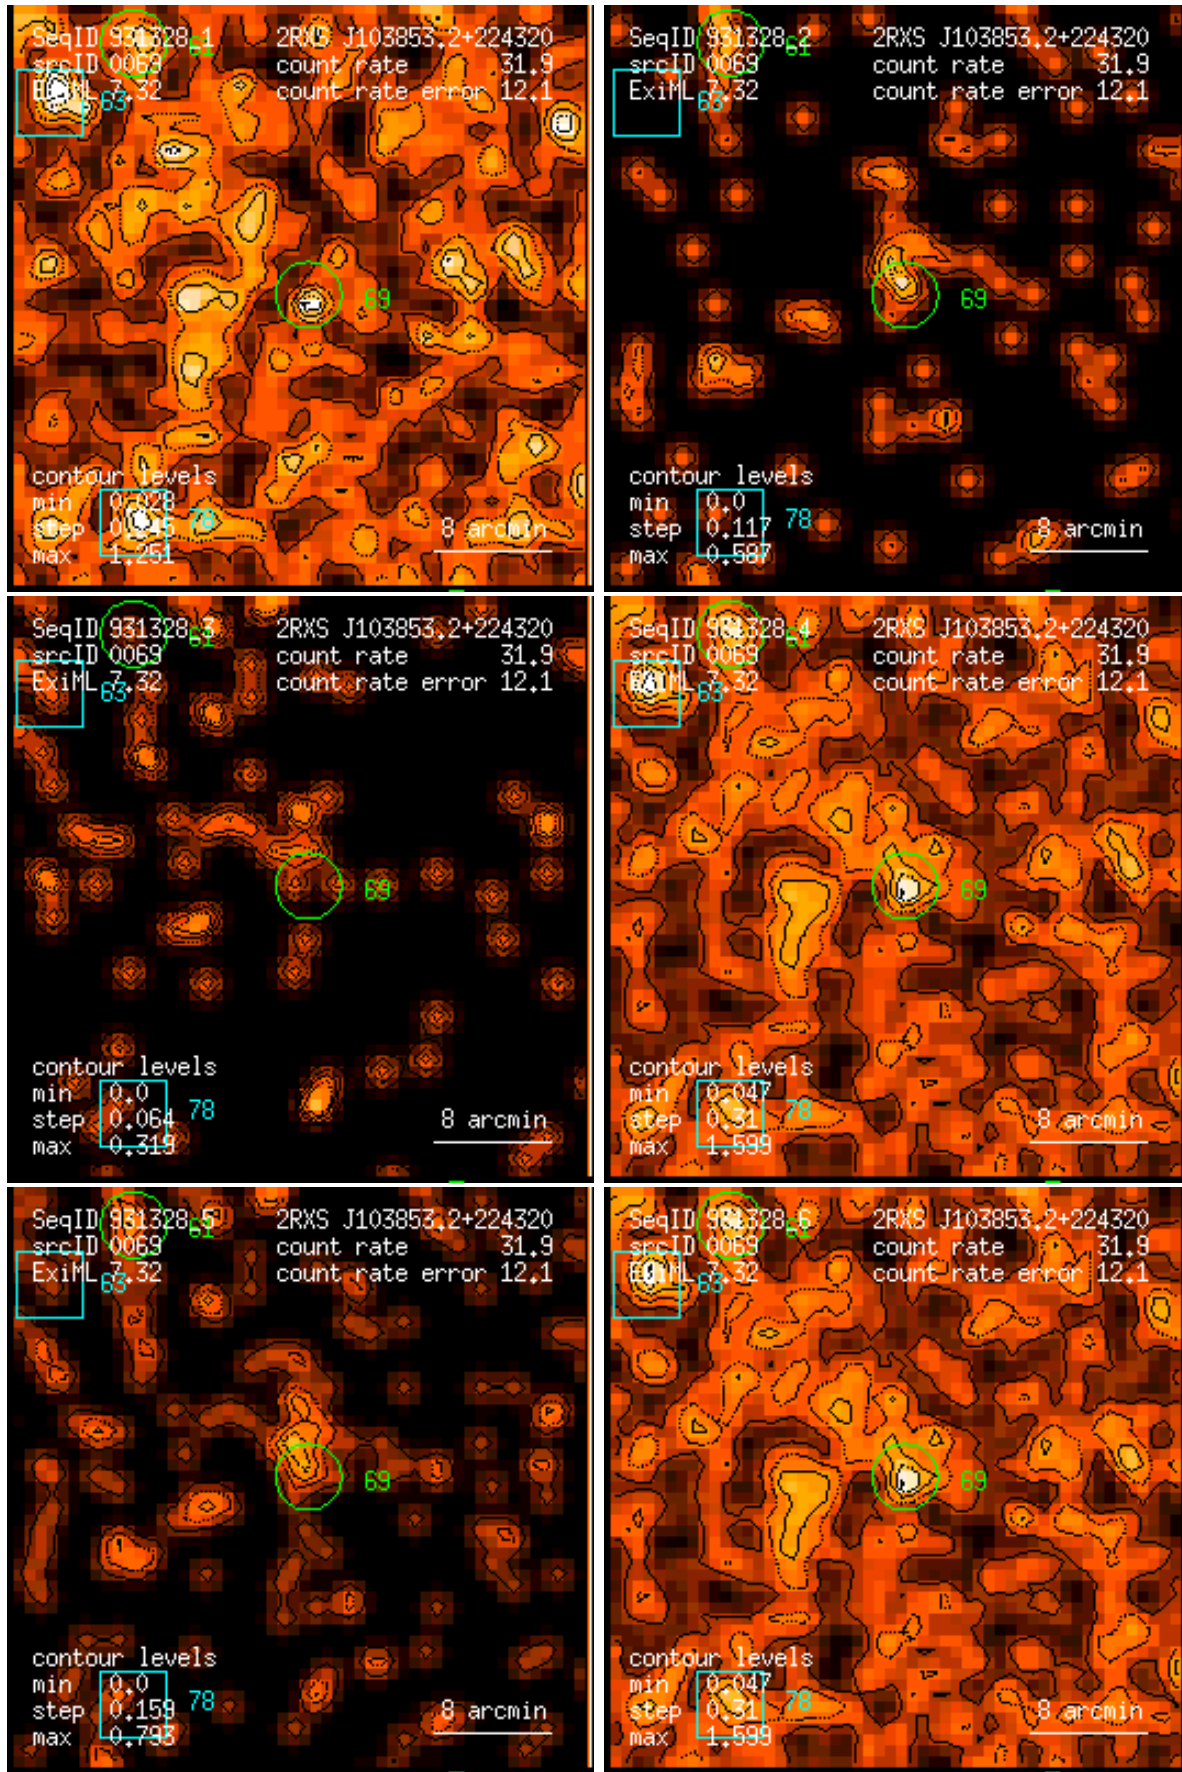 SeqID 931328_1 2RXS J103853.2+224320
srcID 0069 count rate 31.9
ExiML 7.32 count rate error 12.1
61
63
69
contour levels
min 0.028
step 0.245
max 1.251
78
8 arcmin
SeqID 931328_2 2RXS J103853.2+224320
srcID 0069 count rate 31.9
ExiML 7.32 count rate error 12.1
61
63
69
contour levels
min 0.0
step 0.117
max 0.587
78
8 arcmin
SeqID 931328_3 2RXS J103853.2+224320
srcID 0069 count rate 31.9
ExiML 7.32 count rate error 12.1
61
63
69
contour levels
min 0.0
step 0.064
max 0.319
78
8 arcmin
SeqID 931328_4 2RXS J103853.2+224320
srcID 0069 count rate 31.9
ExiML 7.32 count rate error 12.1
61
63
69
contour levels
min 0.047
step 0.31
max 1.599
78
8 arcmin
SeqID 931328_5 2RXS J103853.2+224320
srcID 0069 count rate 31.9
ExiML 7.32 count rate error 12.1
61
63
69
contour levels
min 0.0
step 0.159
max 0.793
78
8 arcmin
SeqID 931328_6 2RXS J103853.2+224320
srcID 0069 count rate 31.9
ExiML 7.32 count rate error 12.1
61
63
69
contour levels
min 0.047
step 0.31
max 1.599
78
8 arcmin